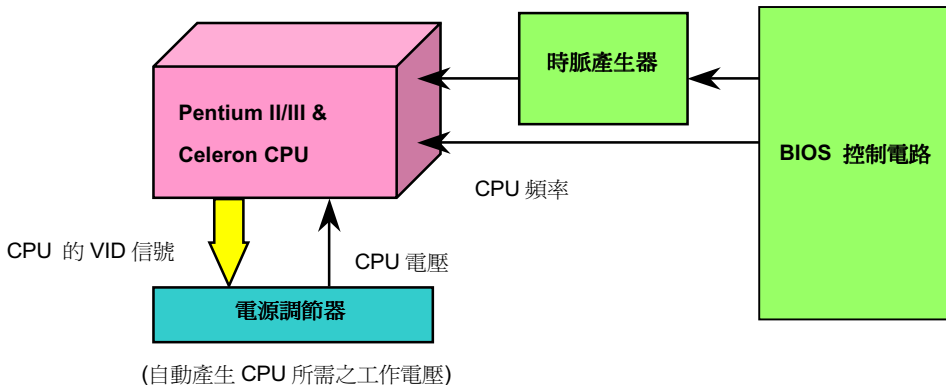 時脈產生器
Pentium II/III &
Celeron CPU
BIOS 控制電路
CPU 頻率
CPU 的 VID 信號
CPU 電壓
電源調節器
(自動產生 CPU 所需之工作電壓)